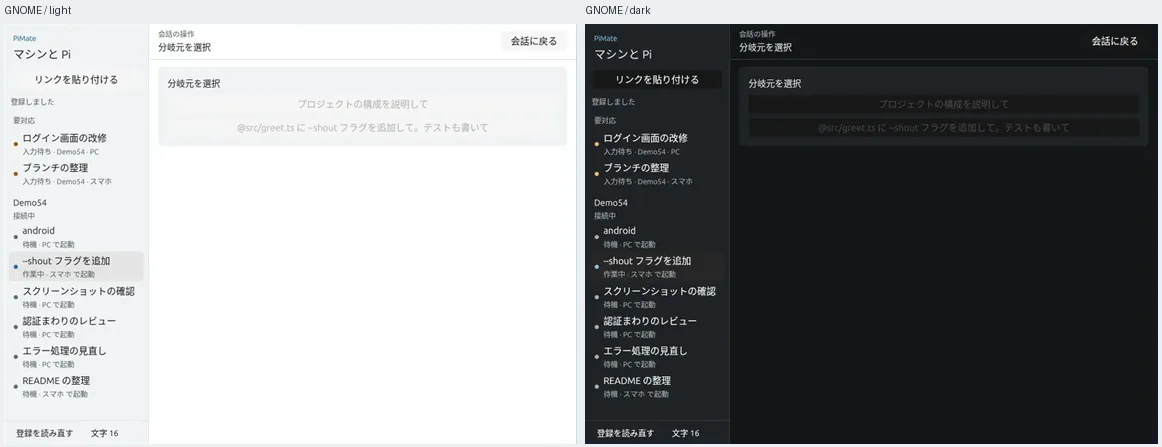 GNOME/light
PiMate
マシンと Pi
リンクを貼り付ける
登録しました
要対応
ログイン画面の改修
入力待ち · Demo54 · PC
ブランチの整理
入力待ち · Demo54 · スマホ
Demo54
接続中
android
待機 · PC で起動
--shout フラグを追加
作業中 · スマホ で起動
スクリーンショットの確認
待機 · PC で起動
認証まわりのレビュー
待機 · PC で起動
エラー処理の見直し
待機 · PC で起動
README の整理
待機 · スマホ で起動
登録を読み直す
文字 16
会話の操作
分岐元を選択
会話に戻る
分岐元を選択
プロジェクトの構成を説明して
@src/greet.ts に --shout フラグを追加して。テストも書いて
GNOME/dark
PiMate
マシンと Pi
リンクを貼り付ける
登録しました
要対応
ログイン画面の改修
入力待ち · Demo54 · PC
ブランチの整理
入力待ち · Demo54 · スマホ
Demo54
接続中
android
待機 · PC で起動
--shout フラグを追加
作業中 · スマホ で起動
スクリーンショットの確認
待機 · PC で起動
認証まわりのレビュー
待機 · PC で起動
エラー処理の見直し
待機 · PC で起動
README の整理
待機 · スマホ で起動
登録を読み直す
文字 16
会話の操作
分岐元を選択
会話に戻る
分岐元を選択
プロジェクトの構成を説明して
@src/greet.ts に --shout フラグを追加して。テストも書いて